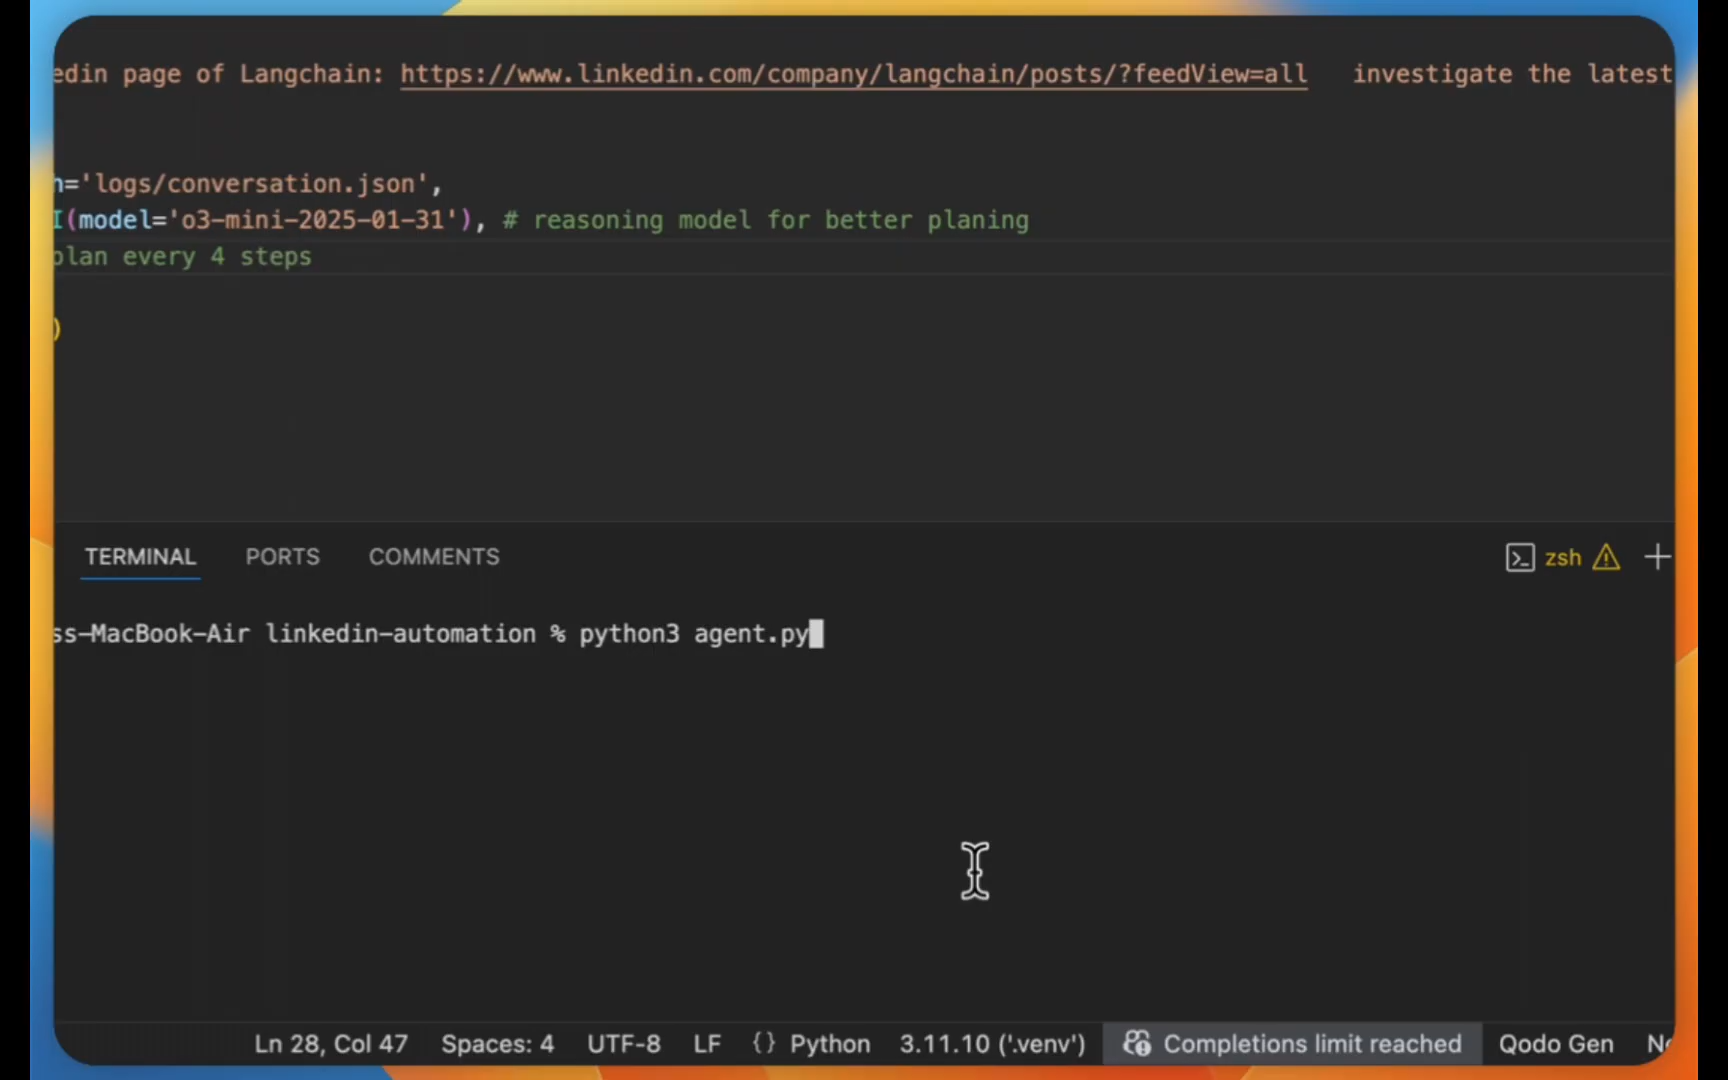 edin page of Langchain: https://www.linkedin.com/company/langchain/posts/?feedView=all   investigate the latest
='logs/conversation.json',
(model='o3-mini-2025-01-31'), # reasoning model for better planing
plan every 4 steps
)
TERMINAL PORTS COMMENTS zsh
ss-MacBook-Air linkedin-automation % python3 agent.py
Ln 28, Col 47 Spaces: 4 UTF-8 LF {} Python 3.11.10 ('.venv') Completions limit reached Qodo Gen